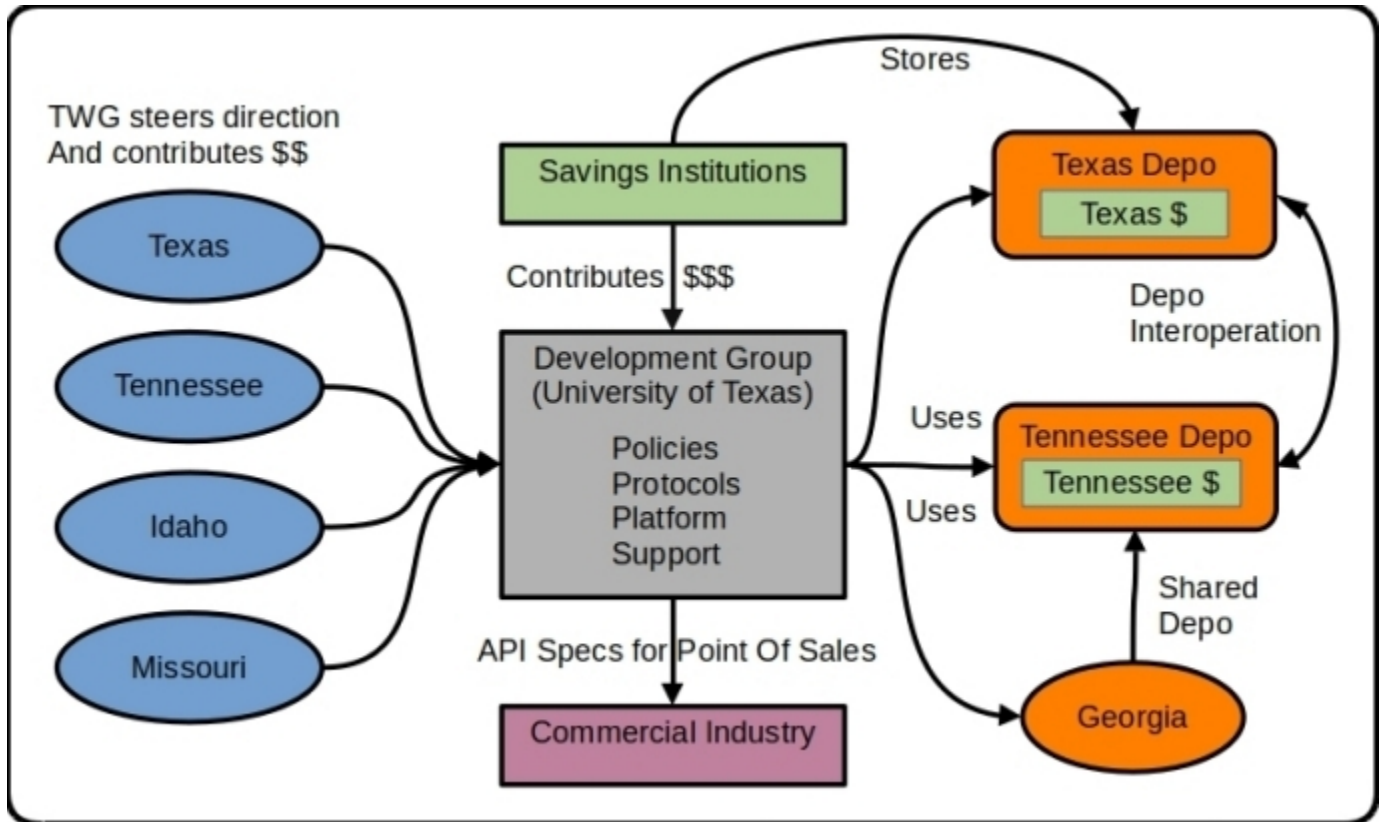 TWG steers direction
And contributes $$
Texas
Tennessee
Idaho
Missouri
Savings Institutions
Contributes $$$
Development Group
(University of Texas)
Policies
Protocols
Platform
Support
API Specs for Point Of Sales
Commercial Industry
Stores
Texas Depo
Texas $
Depo
Interoperation
Uses
Tennessee Depo
Tennessee $
Uses
Shared
Depo
Georgia